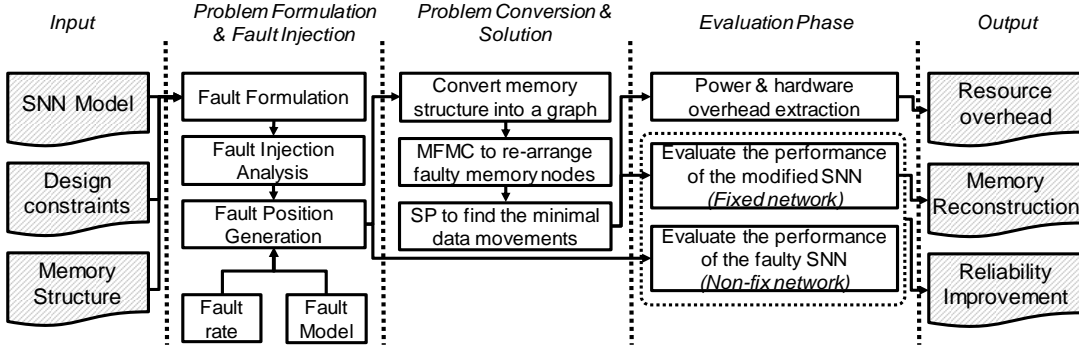 Input
Problem Formulation
& Fault Injection
Problem Conversion &
Solution
Evaluation Phase
Output
SNN Model
Design
constraints
Memory
Structure
Fault Formulation
Fault Injection
Analysis
Fault Position
Generation
Fault
rate
Fault
Model
Convert memory
structure into a graph
MFMC to re-arrange
faulty memory nodes
SP to find the minimal
data movements
Power & hardware
overhead extraction
Evaluate the performance
of the modified SNN
(Fixed network)
Evaluate the performance
of the faulty SNN
(Non-fix network)
Resource
overhead
Memory
Reconstruction
Reliability
Improvement